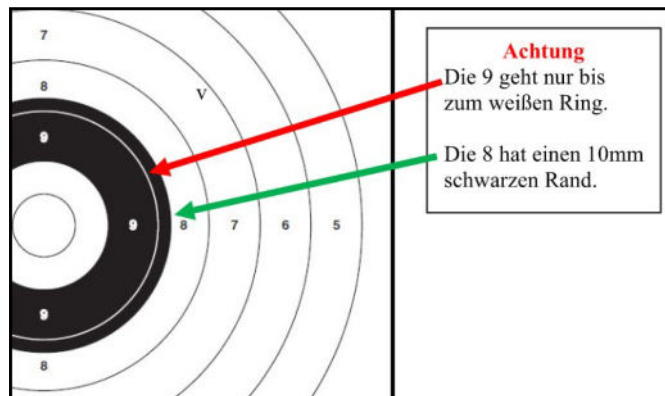 7
8
v
9
9 8 7 6 5
9
8
Achtung
Die 9 geht nur bis
zum weißen Ring.
Die 8 hat einen 10mm
schwarzen Rand.